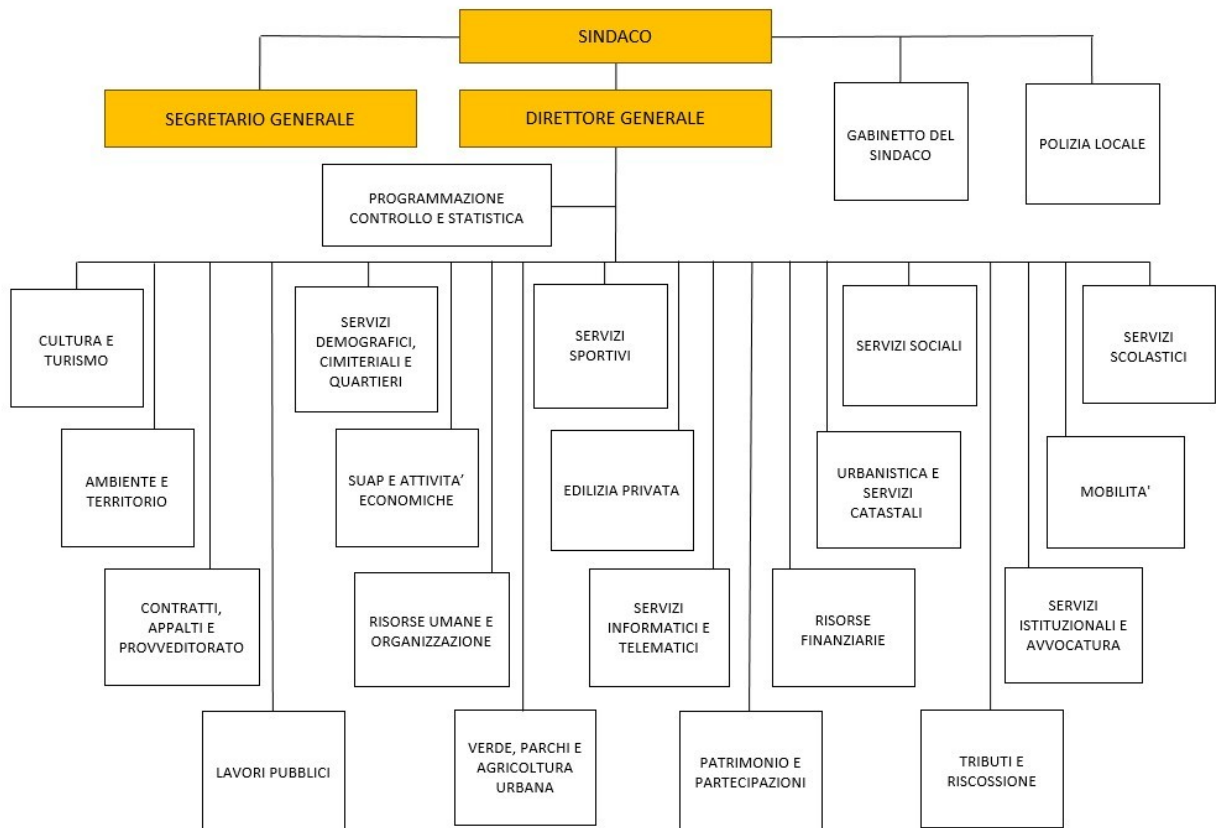 SINDACO
SEGRETARIO GENERALE
DIRETTORE GENERALE
GABINETTO DEL
SINDACO
POLIZIA LOCALE
PROGRAMMAZIONE
CONTROLLO E STATISTICA
CULTURA E
TURISMO
SERVIZI
DEMOGRAFICI,
CIMITERIALI E
QUARTIERI
SERVIZI
SPORTIVI
SERVIZI SOCIALI
SERVIZI
SCOLASTICI
AMBIENTE E
TERRITORIO
SUAP E ATTIVITA’
ECONOMICHE
EDILIZIA PRIVATA
URBANISTICA E
SERVIZI
CATASTALI
MOBILITA'
CONTRATTI,
APPALTI E
PROVVEDITORATO
RISORSE UMANE E
ORGANIZZAZIONE
SERVIZI
INFORMATICI E
TELEMATICI
RISORSE
FINANZIARIE
SERVIZI
ISTITUZIONALI E
AVVOCATURA
LAVORI PUBBLICI
VERDE, PARCHI E
AGRICOLTURA
URBANA
PATRIMONIO E
PARTECIPAZIONI
TRIBUTI E
RISCOSSIONE